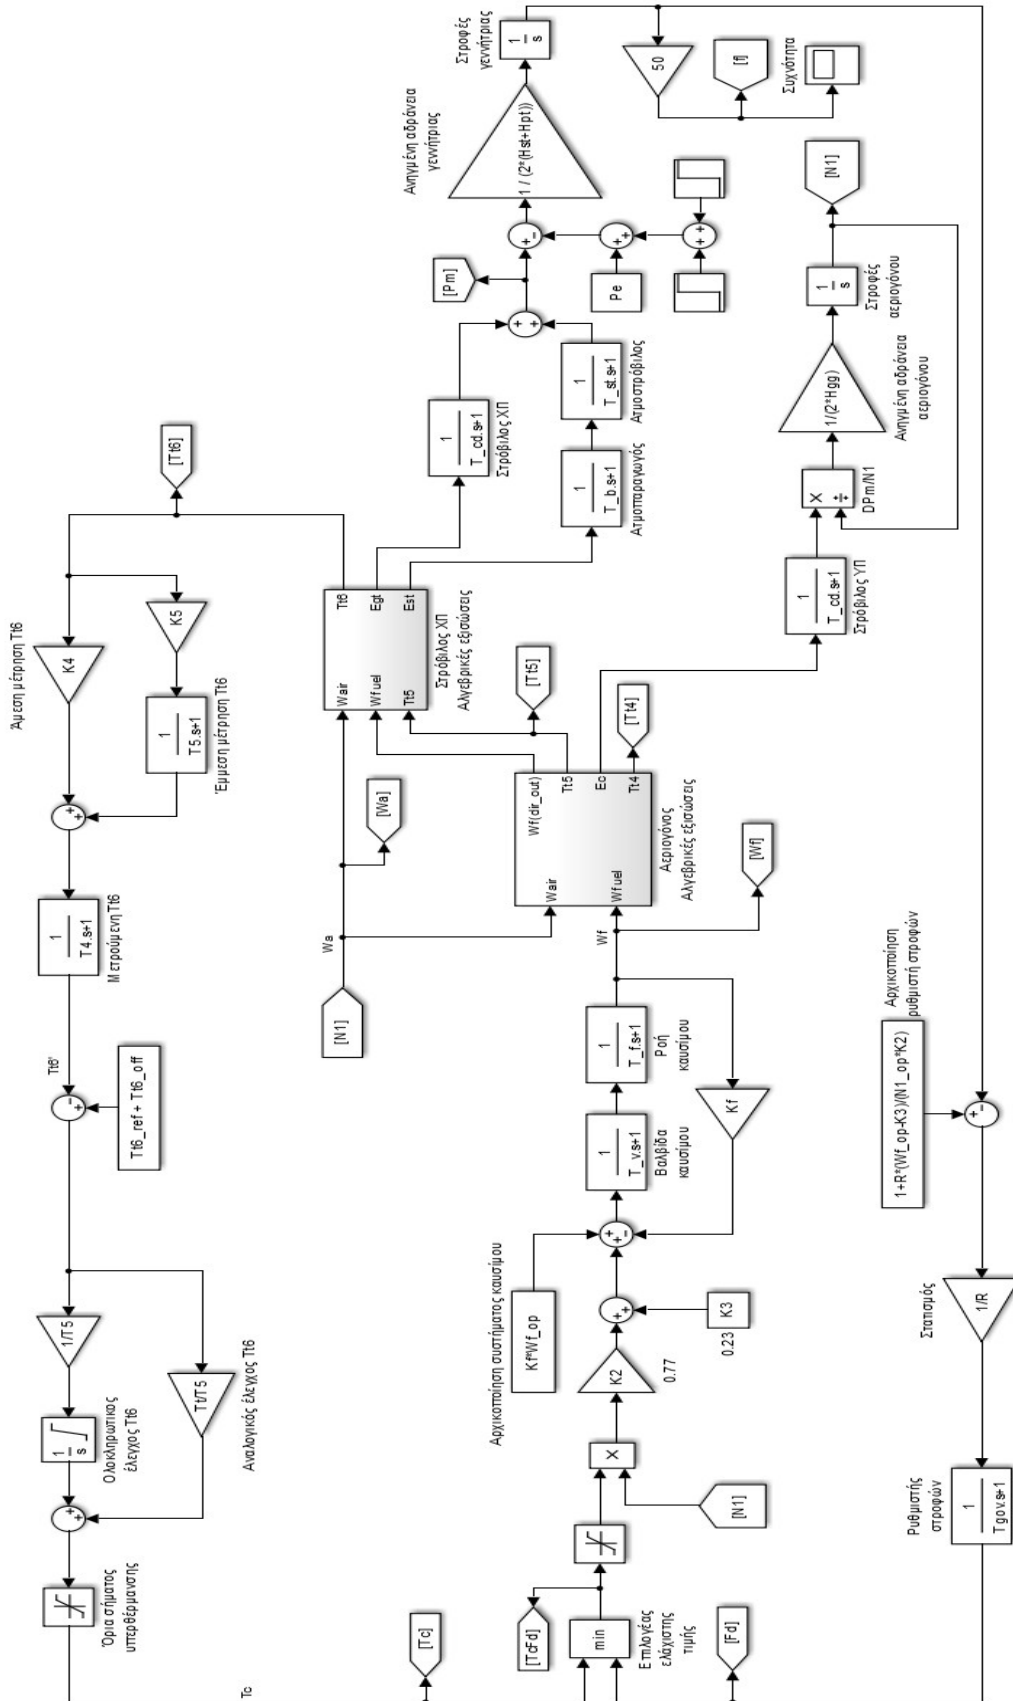 Άμεση μέτρηση Tt6
K4
K5
1
T5.s+1
Έμμεση μέτρηση Tt6
[Tt6]
1
T4.s+1
Μετρούμενη Tt6
Tt6'
Tt6_ref + Tt6_off
1/T5
1
s
Ολοκληρωτικος
έλεγχος Tt6
Tt/T5
Αναλογικός έλεγχος Tt6
Όρια σήματος
υπερθέρμανσης
Tc
[Tc]
Στροφές
γεννήτριας
1
s
50
[f]
Συχνότητα
Ανηγμένη αδράνεια
γεννήτριας
1 / (2*(Hst+Hpt))
[Pm]
Pe
1
T_cd.s+1
Στρόβιλος ΧΠ
1
T_b.s+1
Ατμοπαραγωγός
1
T_st.s+1
Ατμοστρόβιλος
Wair
Wfuel
Tt5
Tt6
Egt
Est
Στρόβιλος ΧΠ
Αλγεβρικές εξισώσεις
[Tt5]
[Tt4]
Wair
Wfuel
Wf(dir_out)
Tt5
Ec
Tt4
Αεριογόνος
Αλγεβρικές εξισώσεις
Wa
[Wa]
[N1]
Wf
[Wf]
1
T_cd.s+1
Στρόβιλος ΥΠ
X
÷
DPm/N1
1/(2*Hgg)
Ανηγμένη αδράνεια
αεριογόνου
1
s
Στροφές
αεριογόνου
[N1]
1
T_f.s+1
Ροή
καυσίμου
1
T_v.s+1
Βαλβίδα
καυσίμου
Kf
Αρχικοποίηση συστήματος καυσίμου
Kf*Wf_op
K2
0.77
K3
0.23
X
[N1]
[TcFd]
min
Επιλογέας
ελάχιστης
τιμής
[Fd]
Αρχικοποίηση
ρυθμιστή στροφών
1+R*(Wf_op-K3)/(N1_op*K2)
Στατισμός
1/R
Ρυθμιστής
στροφών
1
Tgov.s+1